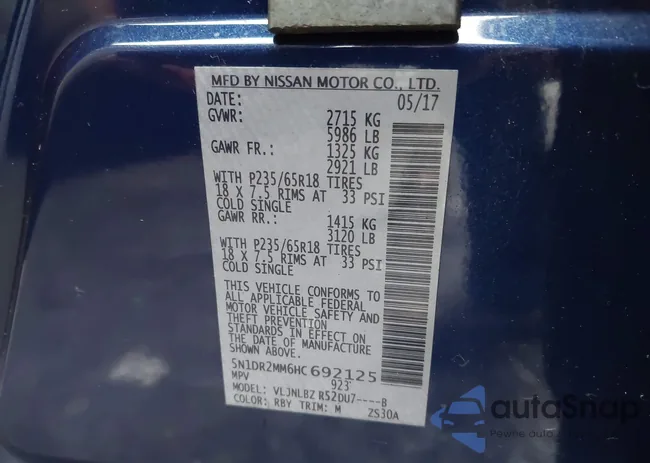 MFD BY NISSAN MOTOR CO., LTD.
DATE: 05/17
GVWR: 2715 KG
5986 LB
GAWR FR.: 1325 KG
2921 LB
WITH P235/65R18 TIRES
18 X 7.5 RIMS AT 33 PSI
COLD SINGLE
GAWR RR.: 1415 KG
3120 LB
WITH P235/65R18 TIRES
18 X 7.5 RIMS AT 33 PSI
COLD SINGLE
THIS VEHICLE CONFORMS TO
ALL APPLICABLE FEDERAL
MOTOR VEHICLE SAFETY AND
THEFT PREVENTION
STANDARDS IN EFFECT ON
THE DATE OF MANUFACTURE
SHOWN ABOVE.
5N1DR2MM6HC692125
MPV 923
MODEL: VLJNLBZ RS2DU7----B
COLOR: RBY TRIM: M ZS30A
autoSnap
Pewne auto